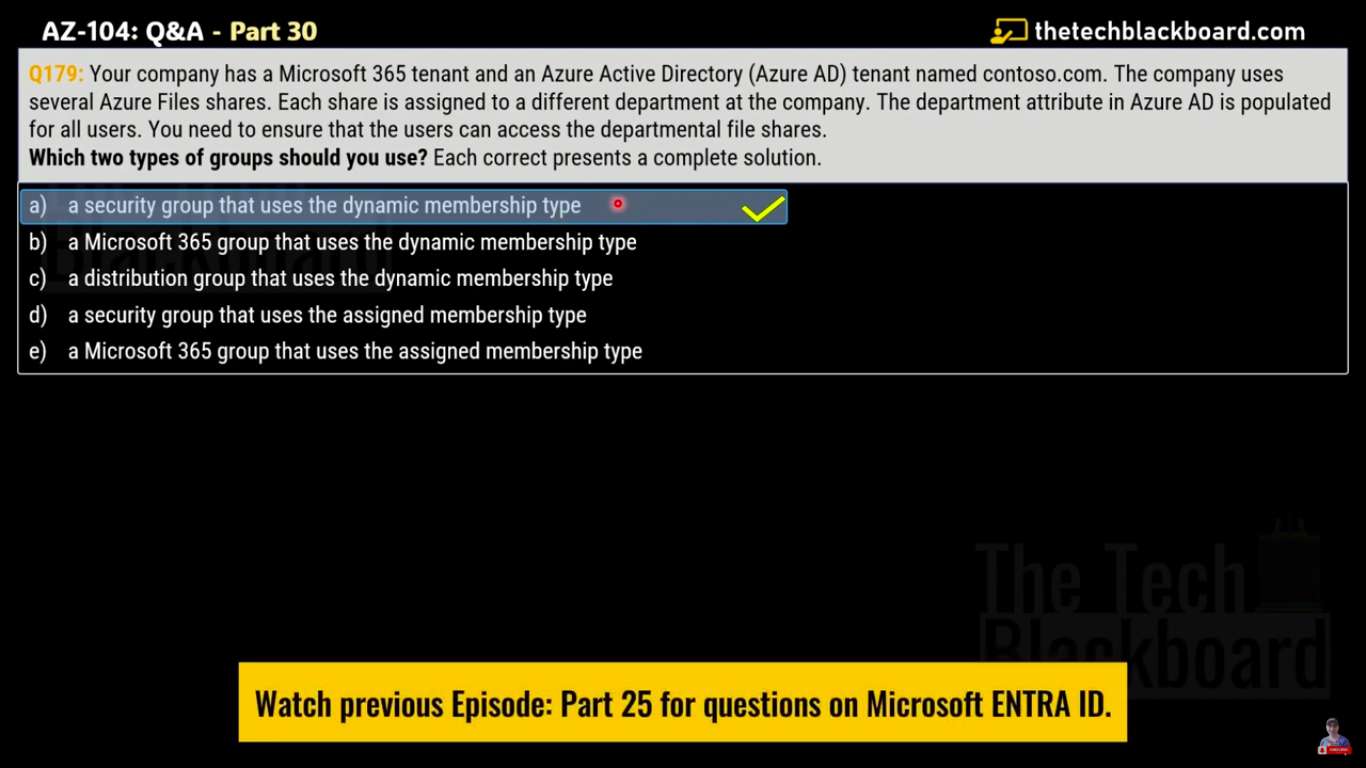 AZ-104: Q&A - Part 30
thetechblackboard.com
Q179: Your company has a Microsoft 365 tenant and an Azure Active Directory (Azure AD) tenant named contoso.com. The company uses
several Azure Files shares. Each share is assigned to a different department at the company. The department attribute in Azure AD is populated
for all users. You need to ensure that the users can access the departmental file shares.
Which two types of groups should you use? Each correct presents a complete solution.
a) a security group that uses the dynamic membership type
b) a Microsoft 365 group that uses the dynamic membership type
c) a distribution group that uses the dynamic membership type
d) a security group that uses the assigned membership type
e) a Microsoft 365 group that uses the assigned membership type
The Tech
Blackboard
Watch previous Episode: Part 25 for questions on Microsoft ENTRA ID.